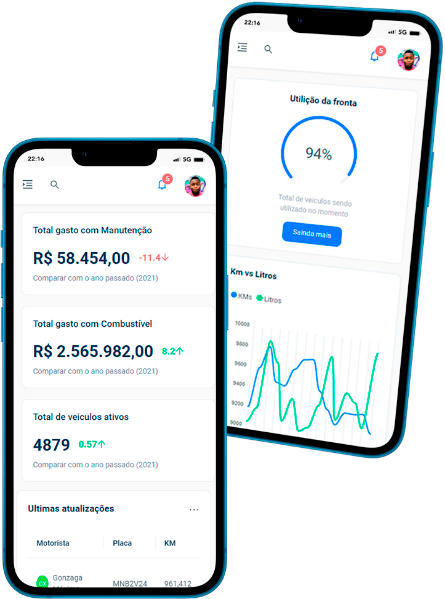 22:16
5G
5
Total gasto com Manutenção
R$ 58.454,00 -11.4↓
Comparar com o ano passado (2021)
Total gasto com Combustível
R$ 2.565.982,00 8.2↑
Comparar com o ano passado (2021)
Total de veiculos ativos
4879 0.57↑
Comparar com o ano passado (2021)
Ultimas atualizações ...
Motorista Placa KM
Gonzaga
MNB2V24 961,412
22:16
5G
5
Utilição da fronta
94%
Total de veiculos sendo
utilizado no momento
Sainda mais
Km vs Litros
KMs Litros
10000
9800
9600
9400
9200
9000